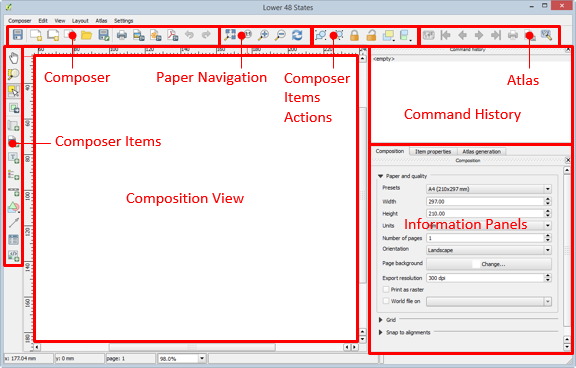 Lower 48 States
Composer Edit View Layout Atlas Settings
Composer
Paper Navigation
Composer Items Actions
Atlas
Command history
<empty>
Command History
Composer Items
Composition View
Composition Item properties Atlas generation
Composition
Paper and quality
Presets A4 (210x297 mm)
Width 297.00
Height 210.00
Units
Information Panels
Number of pages 1
Orientation Landscape
Page background Change...
Export resolution 300 dpi
Print as raster
World file on
Grid
Snap to alignments
x: 177.04 mm y: 0 mm page: 1 98.0%